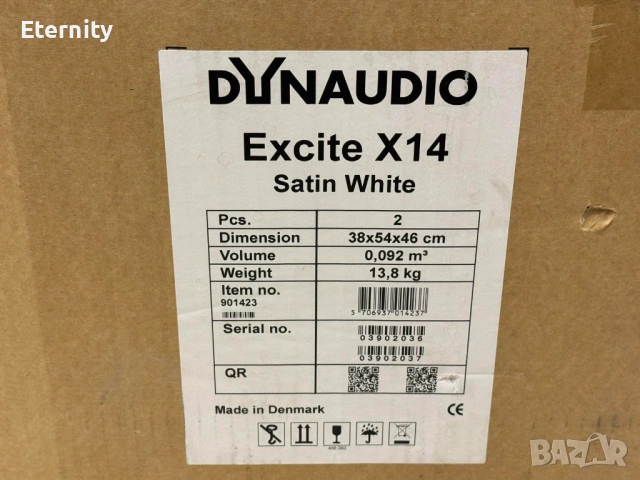 Eternity
DYNAUDIO
Excite X14
Satin White
Pcs. 2
Dimension 38x54x46 cm
Volume 0,092 m³
Weight 13,8 kg
Item no.
901423
5 706937 014237
Serial no.
03902036
03902037
QR
Made in Denmark CE
BAZAR